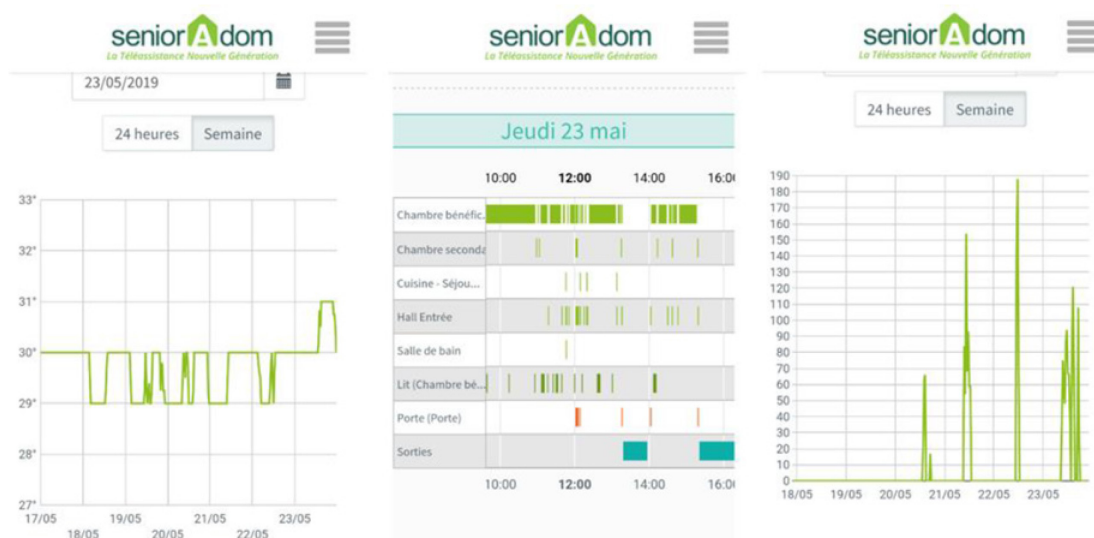 seniorAdom
La Téléassistance Nouvelle Génération
23/05/2019
24 heures Semaine
33°
32°
31°
30°
29°
28°
27°
17/05 19/05 21/05 23/05
18/05 20/05 22/05
seniorAdom
La Téléassistance Nouvelle Génération
Jeudi 23 mai
10:00 12:00 14:00 16:00
Chambre bénéfic...
Chambre seconda
Cuisine - Séjou...
Hall Entrée
Salle de bain
Lit (Chambre bé...
Porte (Porte)
Sorties
10:00 12:00 14:00 16:00
seniorAdom
La Téléassistance Nouvelle Génération
24 heures Semaine
190
180
170
160
150
140
130
120
110
100
90
80
70
60
50
40
30
20
10
0
18/05 19/05 20/05 21/05 22/05 23/05